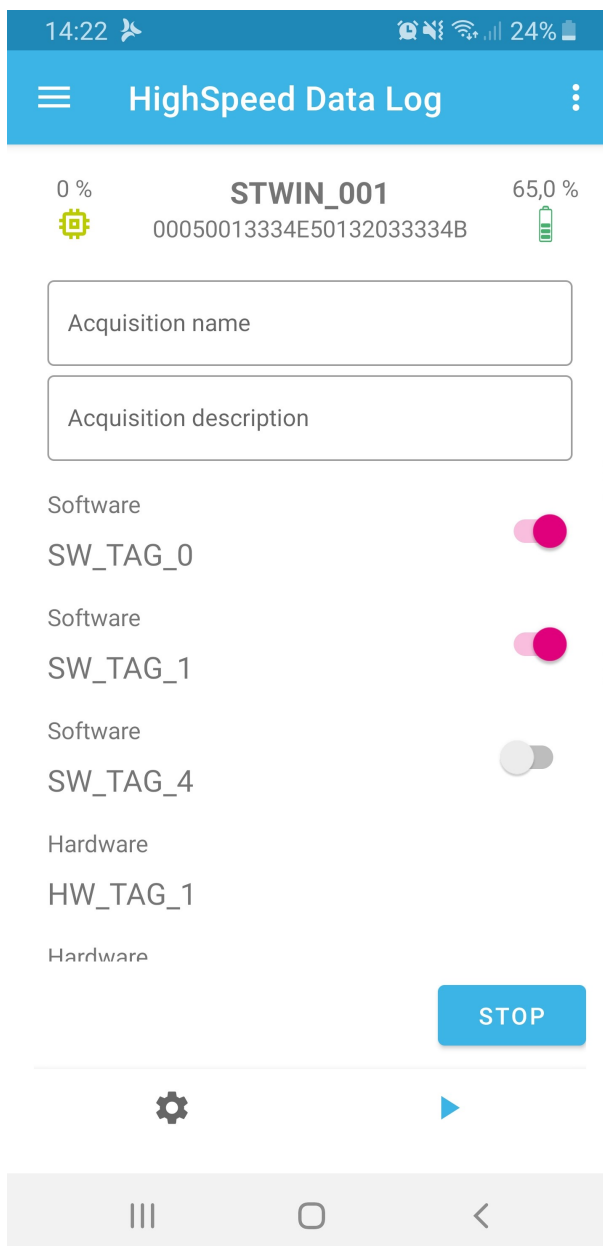 14:22 24%
HighSpeed Data Log
0 % STWIN_001 65,0 %
00050013334E50132033334B
Acquisition name
Acquisition description
Software
SW_TAG_0
Software
SW_TAG_1
Software
SW_TAG_4
Hardware
HW_TAG_1
Hardware
STOP